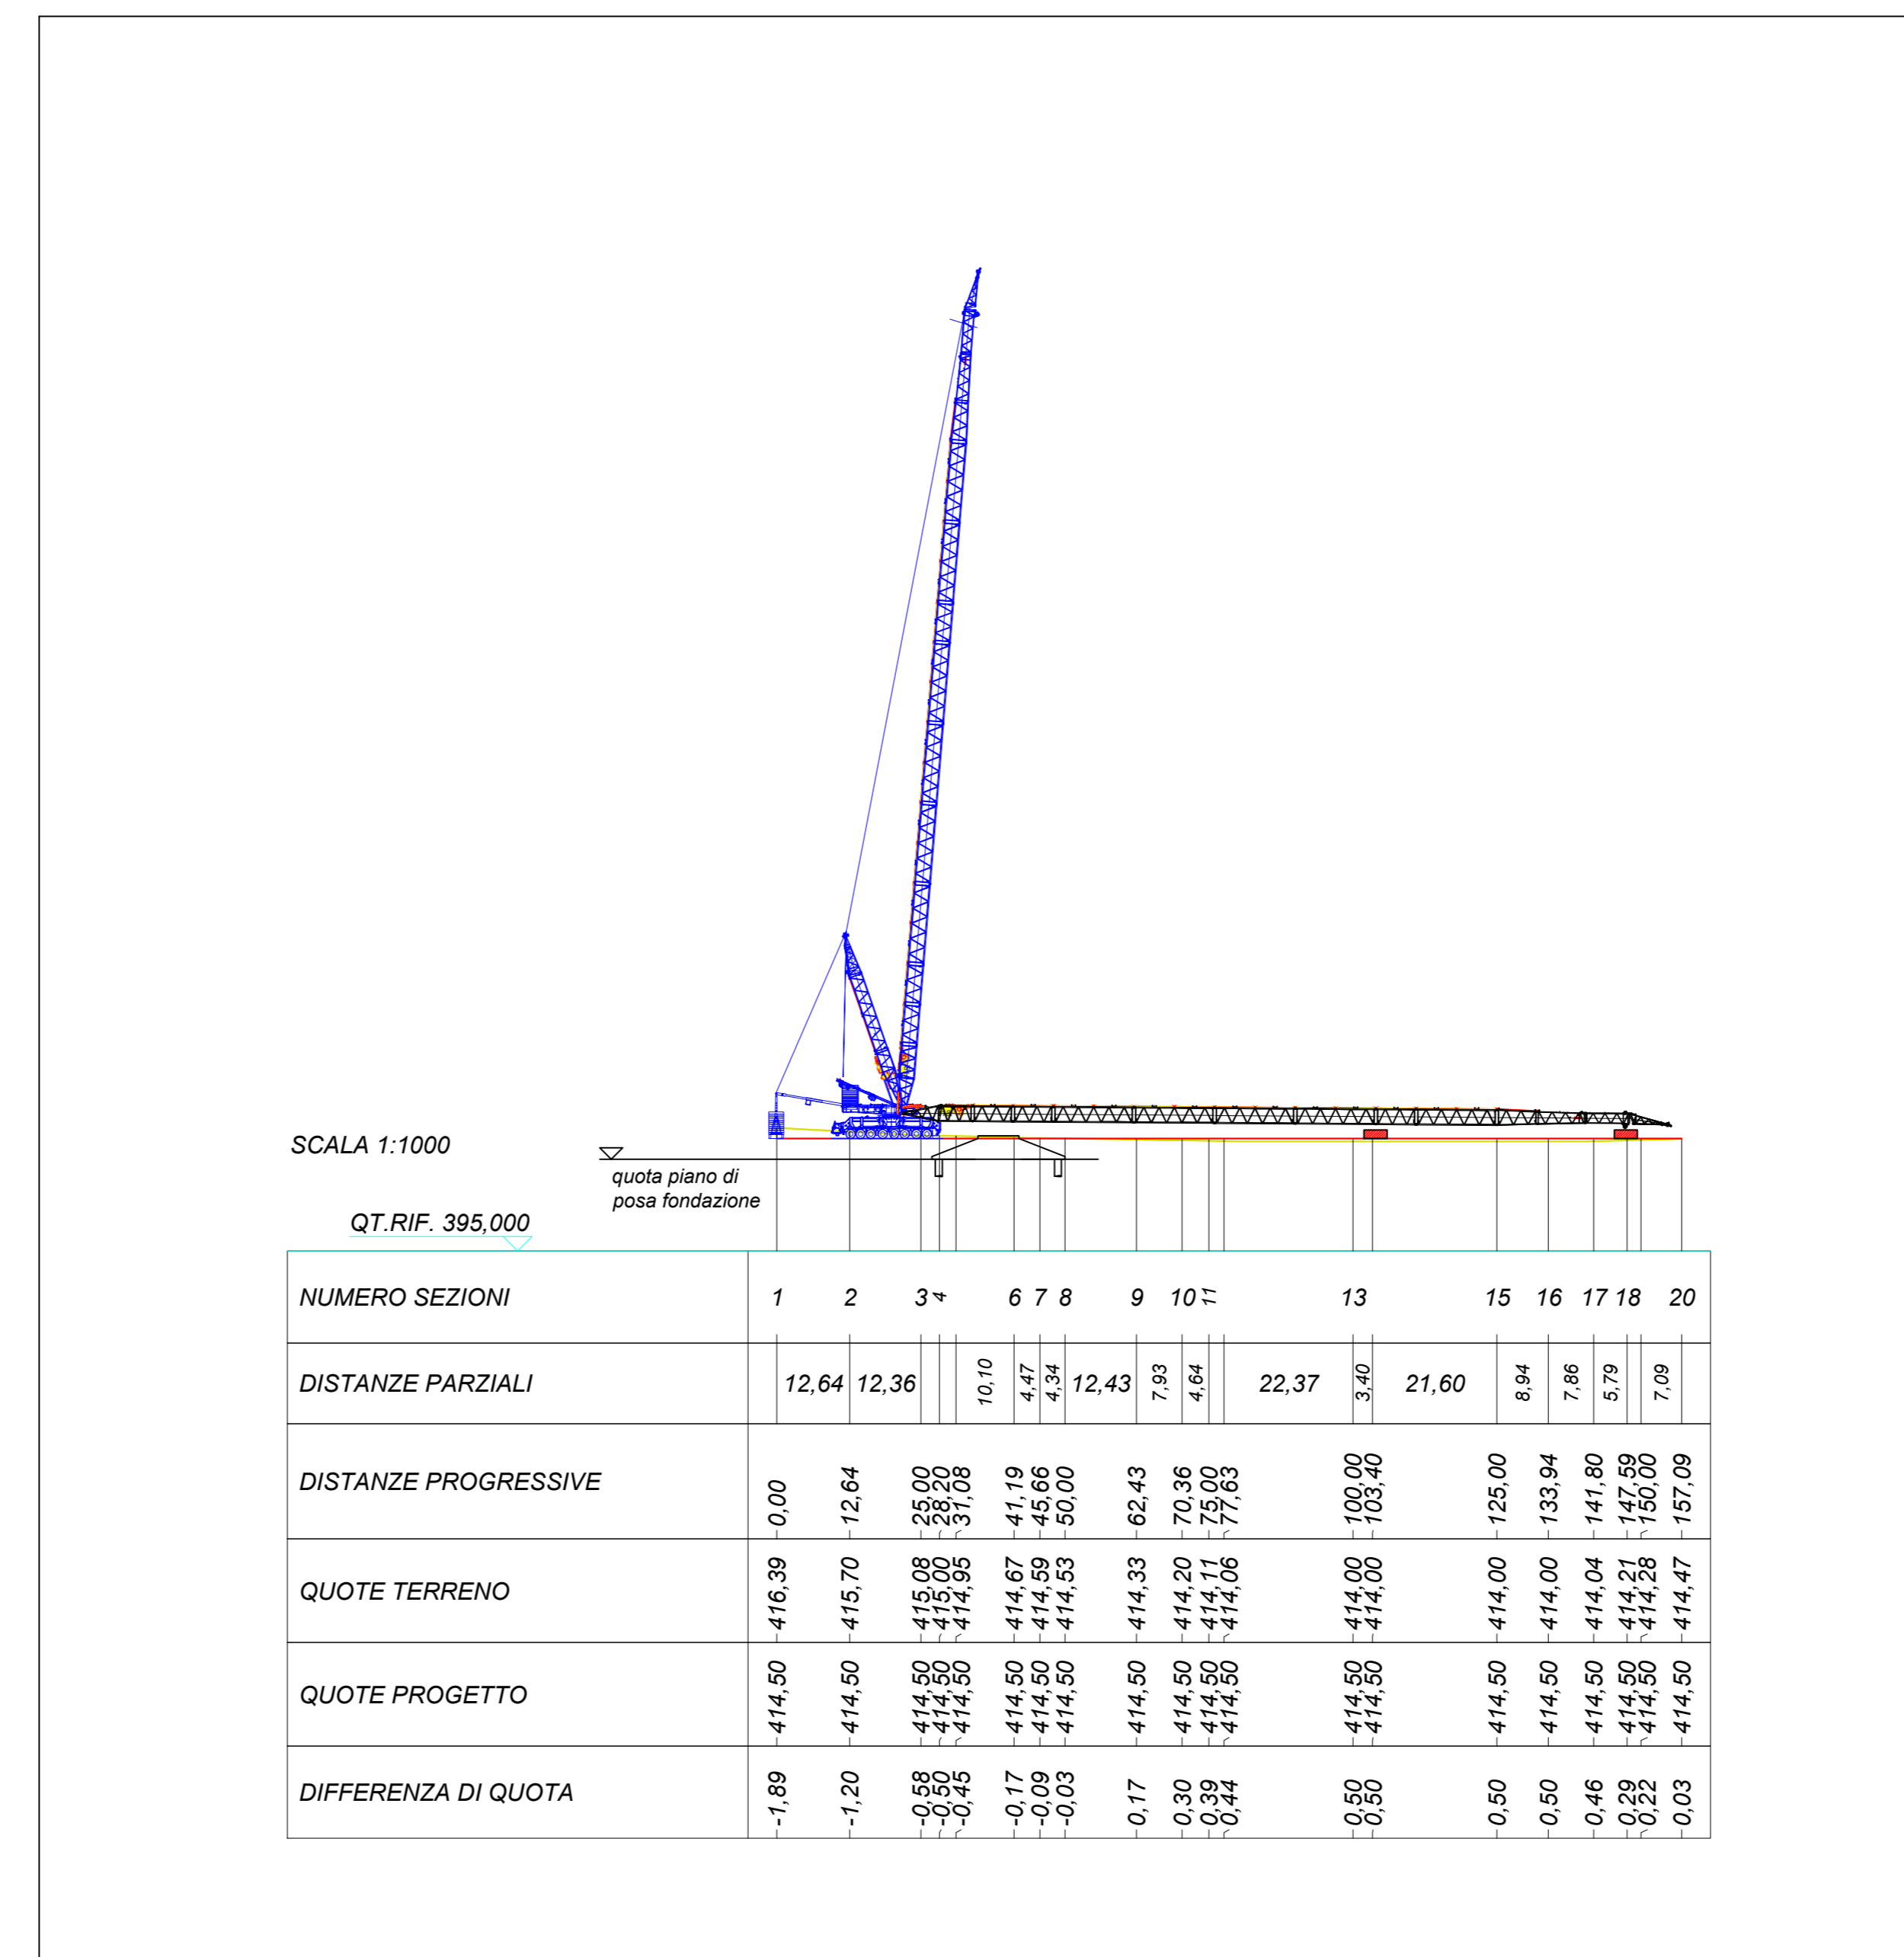 SCALA 1:1000
quota piano di
posa fondazione
QT.RIF. 395,000
NUMERO SEZIONI 1 2 3 4 6 7 8 9 10 11 13 15 16 17 18 20
DISTANZE PARZIALI 12,64 12,36 10,10 4,47 4,34 12,43 7,93 4,64 22,37 3,40 21,60 8,94 7,86 5,79 7,09
DISTANZE PROGRESSIVE 0,00 12,64 25,00 28,20 31,08 41,19 45,66 50,00 62,43 70,36 75,00 77,63 100,00 103,40 125,00 133,94 141,80 147,59 150,00 157,09
QUOTE TERRENO 416,39 415,70 415,08 415,00 414,95 414,67 414,59 414,53 414,33 414,20 414,11 414,06 414,00 414,00 414,00 414,00 414,04 414,21 414,28 414,47
QUOTE PROGETTO 414,50 414,50 414,50 414,50 414,50 414,50 414,50 414,50 414,50 414,50 414,50 414,50 414,50 414,50 414,50 414,50 414,50 414,50 414,50 414,50
DIFFERENZA DI QUOTA -1,89 -1,20 -0,58 -0,50 -0,45 -0,17 -0,09 -0,03 0,17 0,30 0,39 0,44 0,50 0,50 0,50 0,50 0,46 0,29 0,22 0,03